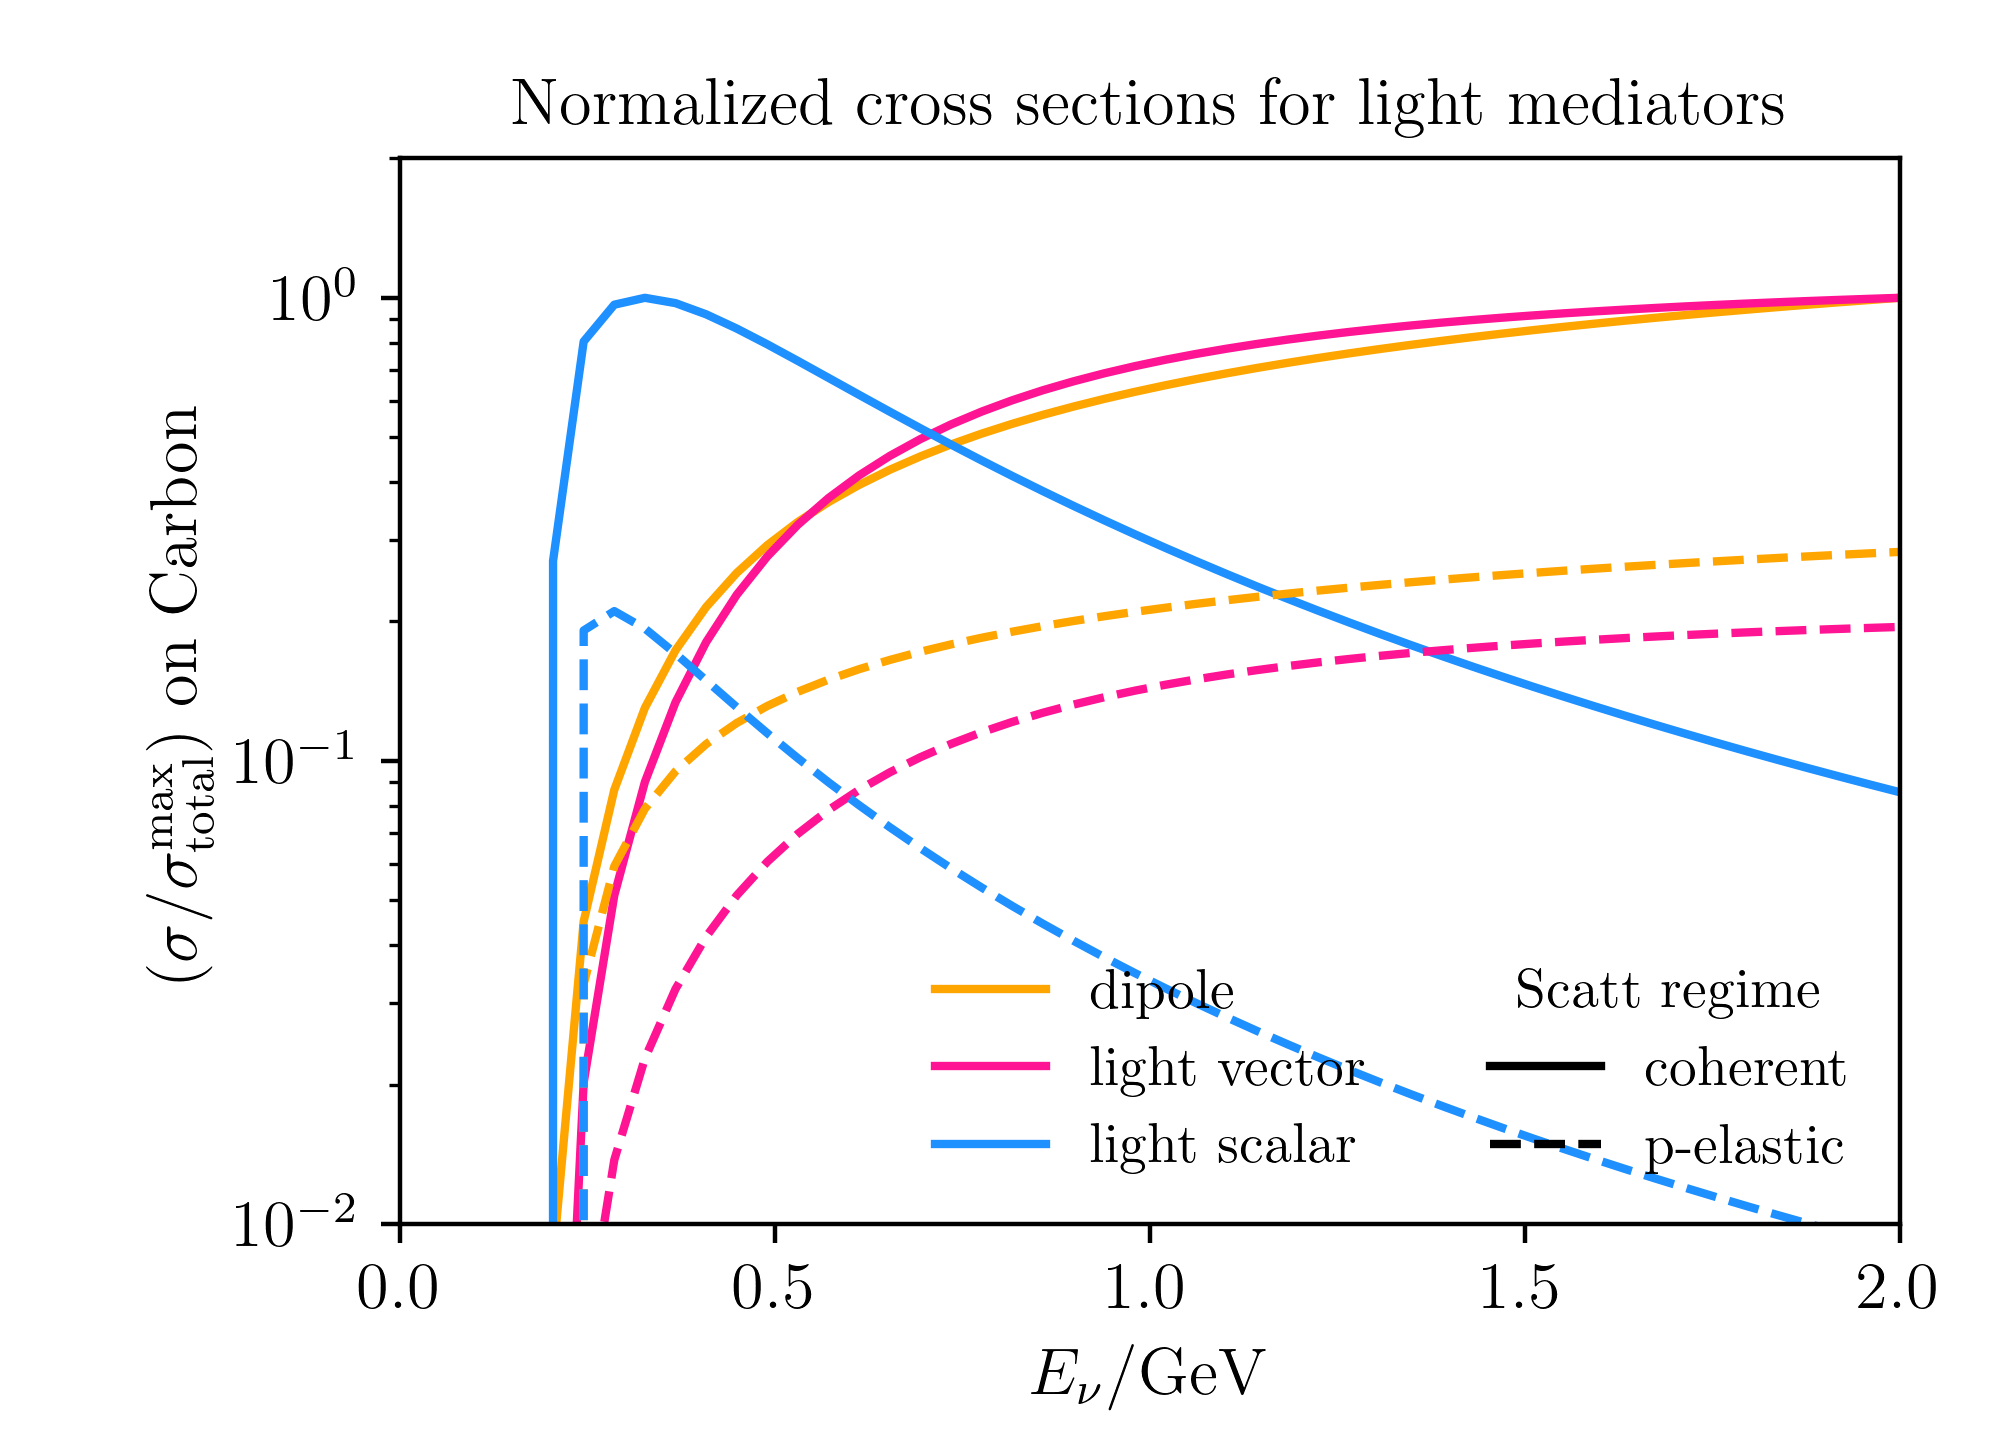 Normalized cross sections for light mediators
(σ/σ_total^max) on Carbon
10^0
10^−1
10^−2
0.0 0.5 1.0 1.5 2.0
E_ν/GeV
dipole
light vector
light scalar
Scatt regime
coherent
p-elastic